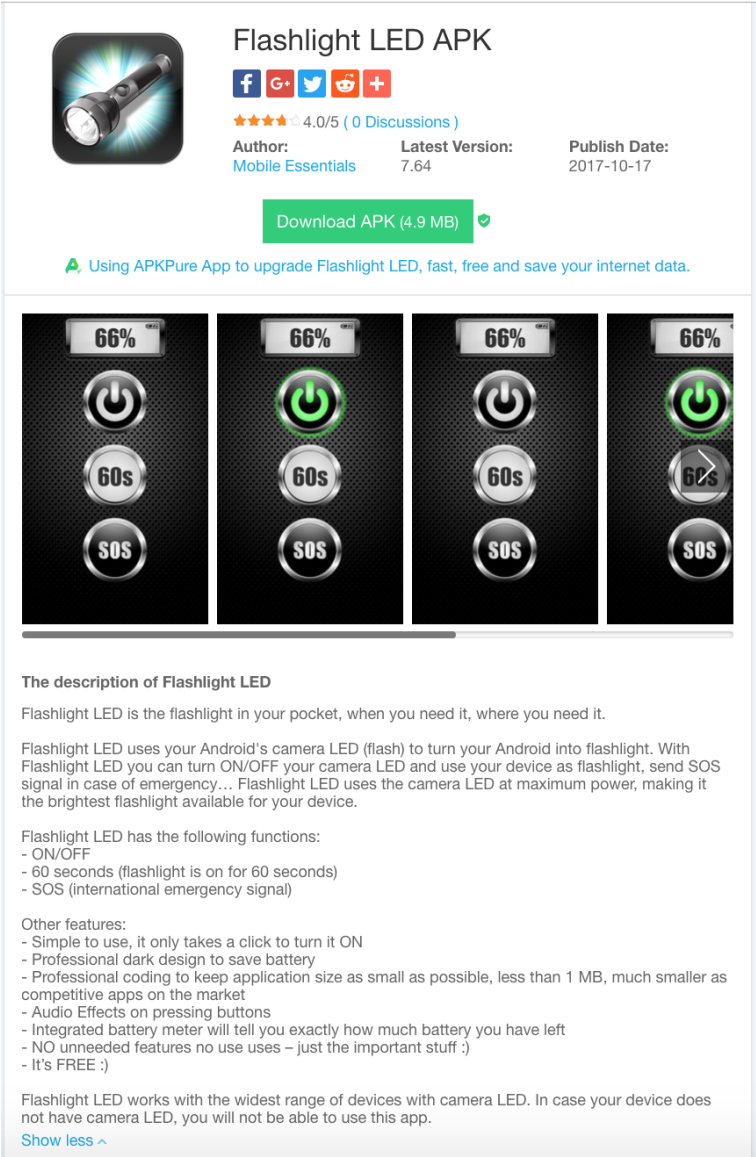 Flashlight LED APK
f G+ +
4.0/5 ( 0 Discussions )
Author: Latest Version: Publish Date:
Mobile Essentials 7.64 2017-10-17
Download APK (4.9 MB)
Using APKPure App to upgrade Flashlight LED, fast, free and save your internet data.
66% 66% 66% 66%
60s 60s 60s 60s
SOS SOS SOS SOS
The description of Flashlight LED
Flashlight LED is the flashlight in your pocket, when you need it, where you need it.
Flashlight LED uses your Android's camera LED (flash) to turn your Android into flashlight. With
Flashlight LED you can turn ON/OFF your camera LED and use your device as flashlight, send SOS
signal in case of emergency… Flashlight LED uses the camera LED at maximum power, making it
the brightest flashlight available for your device.
Flashlight LED has the following functions:
- ON/OFF
- 60 seconds (flashlight is on for 60 seconds)
- SOS (international emergency signal)
Other features:
- Simple to use, it only takes a click to turn it ON
- Professional dark design to save battery
- Professional coding to keep application size as small as possible, less than 1 MB, much smaller as
competitive apps on the market
- Audio Effects on pressing buttons
- Integrated battery meter will tell you exactly how much battery you have left
- NO unneeded features no use uses – just the important stuff :)
- It’s FREE :)
Flashlight LED works with the widest range of devices with camera LED. In case your device does
not have camera LED, you will not be able to use this app.
Show less